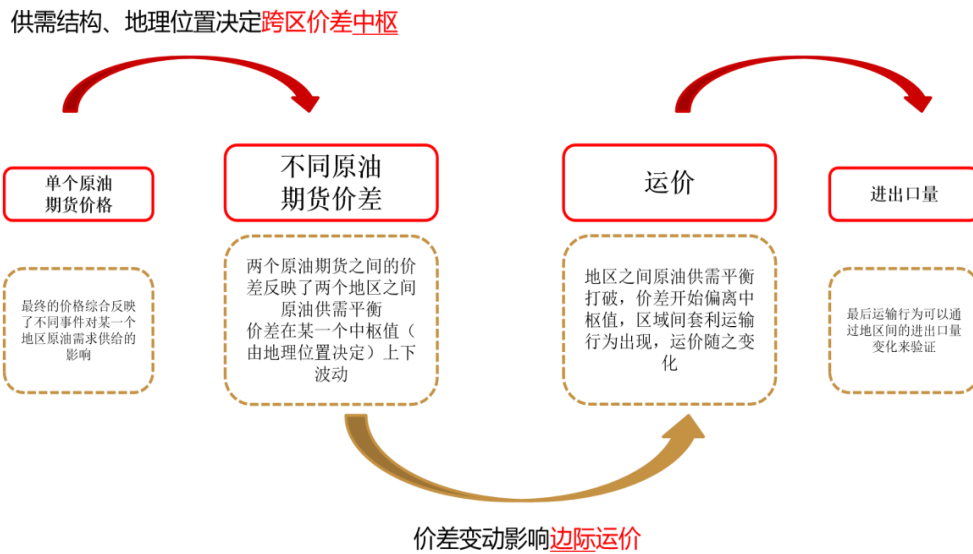 供需结构、地理位置决定跨区价差中枢
单个原油
期货价格
不同原油
期货价差
运价
进出口量
最终的价格综合反映
了不同事件对某一个
地区原油需求供给的
影响
两个原油期货之间的价
差反映了两个地区之间
原油供需平衡
价差在某一个中枢值（
由地理位置决定）上下
波动
地区之间原油供需平衡
打破，价差开始偏离中
枢值，区域间套利运输
行为出现，运价随之变
化
最后运输行为可以通
过地区间的进出口量
变化来验证
价差变动影响边际运价